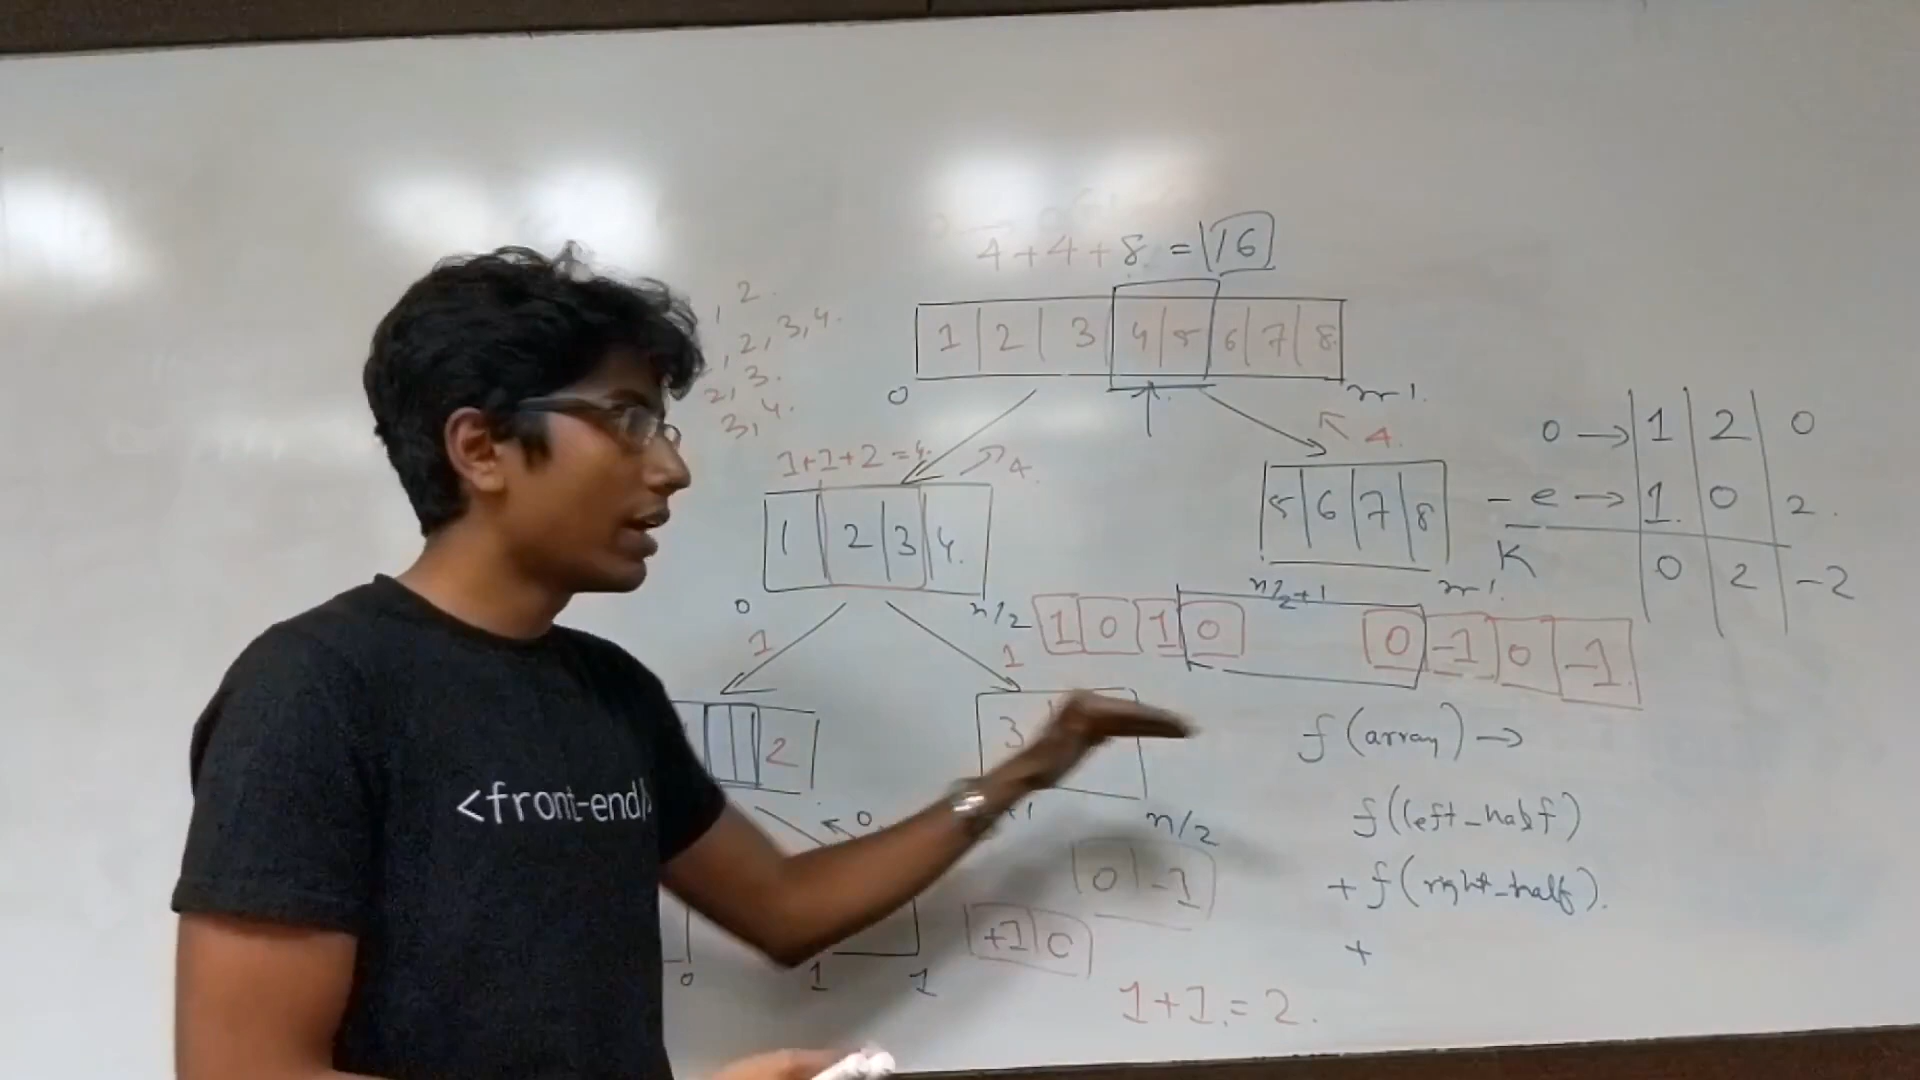 4+4+8 = 16
, 2.
, 2, 3, 4.
2, 3.
3, 4.
1 2 3 4 5 6 7 8
0 n-1.
1+1+2 = 4.
4.
4.
1 2 3 4.
0 n/2
5 6 7 8
n/2+1 n-1.
0 → 1 2 0
- e → 1. 0 2.
K 0 2 -2
1 0 1 0 0 -1 0 -1
1
1
2
3
0.
+1
n/2
f(array) →
f(left_half)
+ f(right_half).
+
0 -1
+1 0
0 1 1
1+1 = 2.
<front-end/>